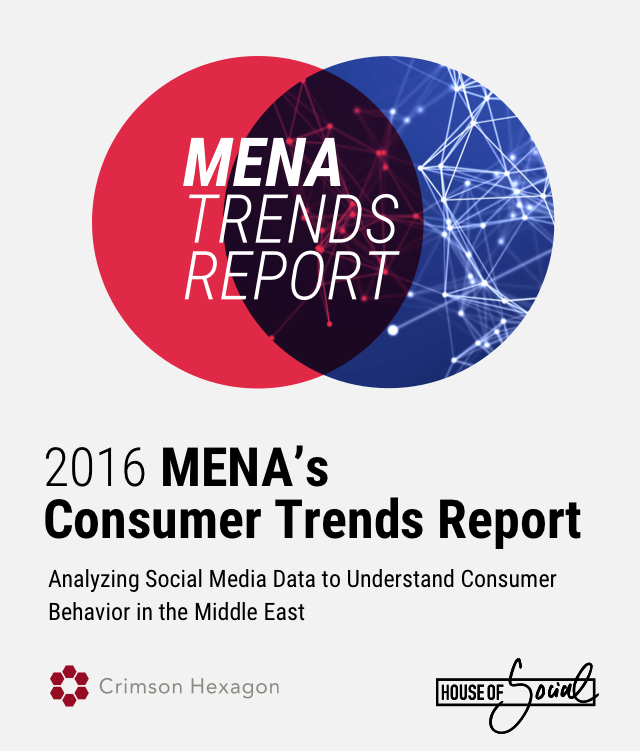 MENA
TRENDS
REPORT
2016 MENA’s
Consumer Trends Report
Analyzing Social Media Data to Understand Consumer
Behavior in the Middle East
Crimson Hexagon
HOUSE OF Social